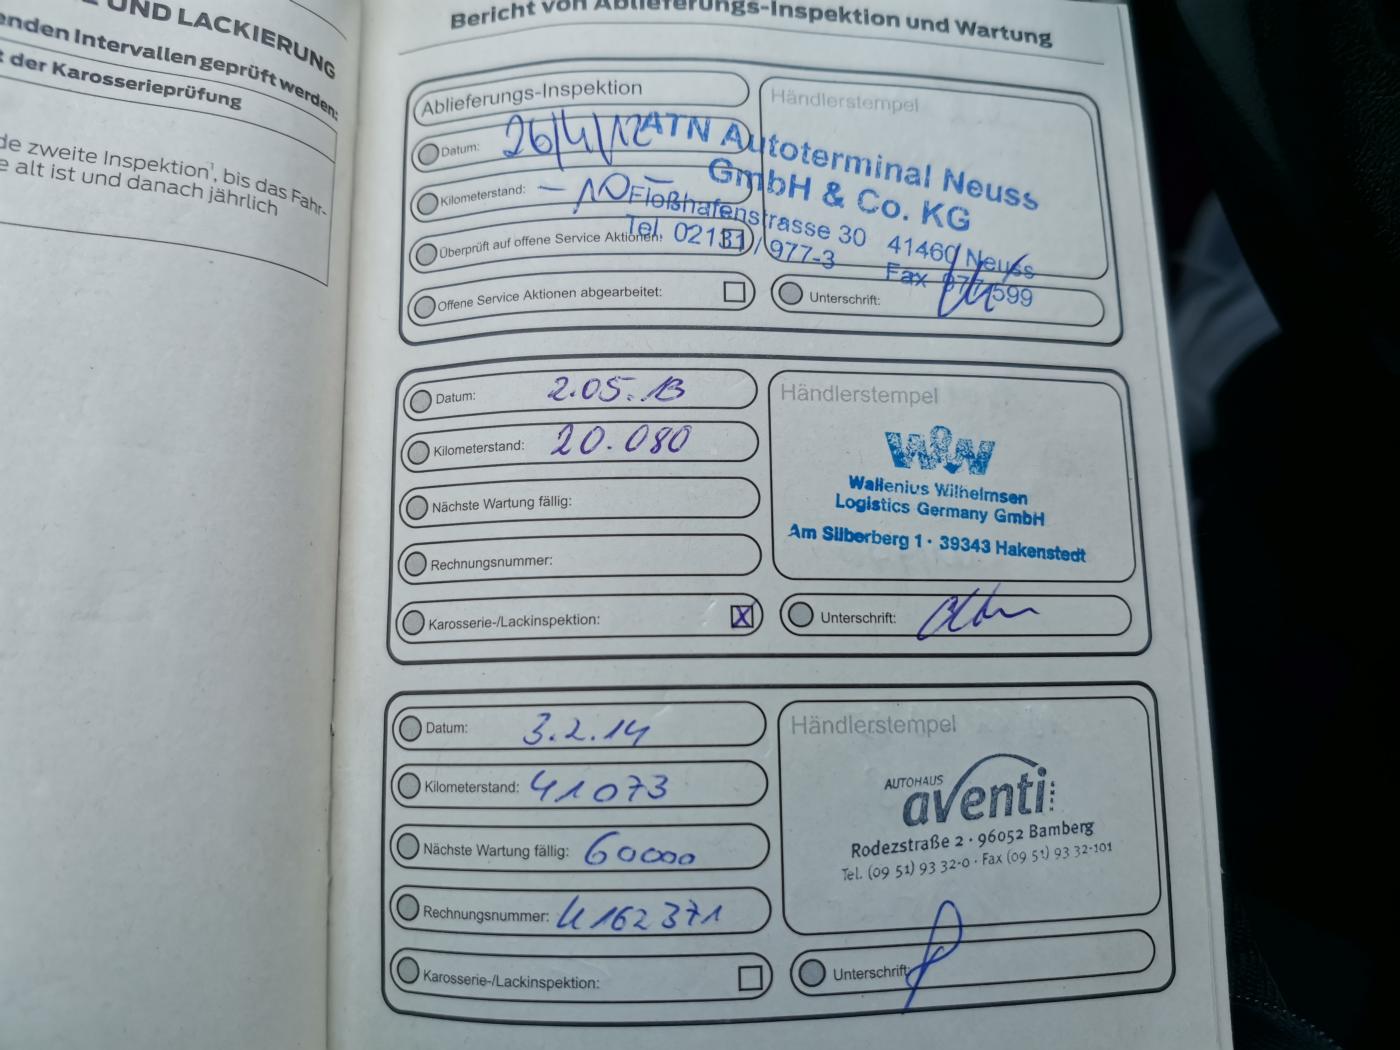 UND LACKIERUNG
enden Intervallen geprüft werden:
t der Karosserieprüfung
de zweite Inspektion¹, bis das Fahr-
e alt ist und danach jährlich
Bericht von Ablieferungs-Inspektion und Wartung
Ablieferungs-Inspektion
Datum: 26/4/12
Kilometerstand: - 10 -
Überprüft auf offene Service Aktionen:
Offene Service Aktionen abgearbeitet:
Händlerstempel
ATN Autoterminal Neuss
GmbH & Co. KG
Floßhafenstrasse 30 41460 Neuss
Tel. 02131/977-3 Fax 977-599
Unterschrift:
Datum: 2.05.13
Kilometerstand: 20.080
Nächste Wartung fällig:
Rechnungsnummer:
Karosserie-/Lackinspektion: X
Händlerstempel
WW
Wallenius Wilhelmsen
Logistics Germany GmbH
Am Silberberg 1 · 39343 Hakenstedt
Unterschrift:
Datum: 3.2.14
Kilometerstand: 41073
Nächste Wartung fällig: 60000
Rechnungsnummer: 4162371
Karosserie-/Lackinspektion:
Händlerstempel
AUTOHAUS
aventi
Rodezstraße 2 · 96052 Bamberg
Tel. (09 51) 93 32-0 · Fax (09 51) 93 32-101
Unterschrift: